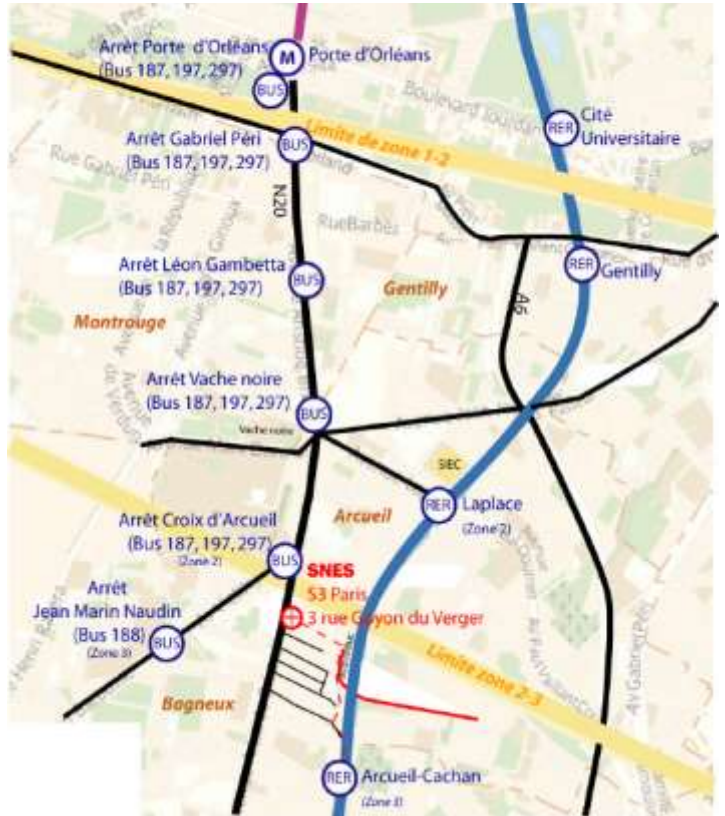 Arrêt Porte d'Orléans
(Bus 187, 197, 297)
M
Porte d'Orléans
BUS
Boulevard Jourdan
RER
Cité
Universitaire
Limite de zone 1-2
Arrêt Gabriel Péri
(Bus 187, 197, 297)
BUS
Rue Gabriel Péri
N20
Rue Barbès
Arrêt Léon Gambetta
(Bus 187, 197, 297)
BUS
Gentilly
RER
Gentilly
A6
Montrouge
Arrêt Vache noire
(Bus 187, 197, 297)
BUS
Vache noire
SIEC
Arcueil
RER
Laplace
(Zone 2)
Arrêt Croix d'Arcueil
(Bus 187, 197, 297)
(Zone 2)
BUS
SNES
S3 Paris
3 rue Guyon du Verger
Arrêt
Jean Marin Naudin
(Bus 188)
(Zone 3)
BUS
Limite zone 2-3
Av Gabriel Péri
Bagneux
RER
Arcueil-Cachan
(Zone 3)